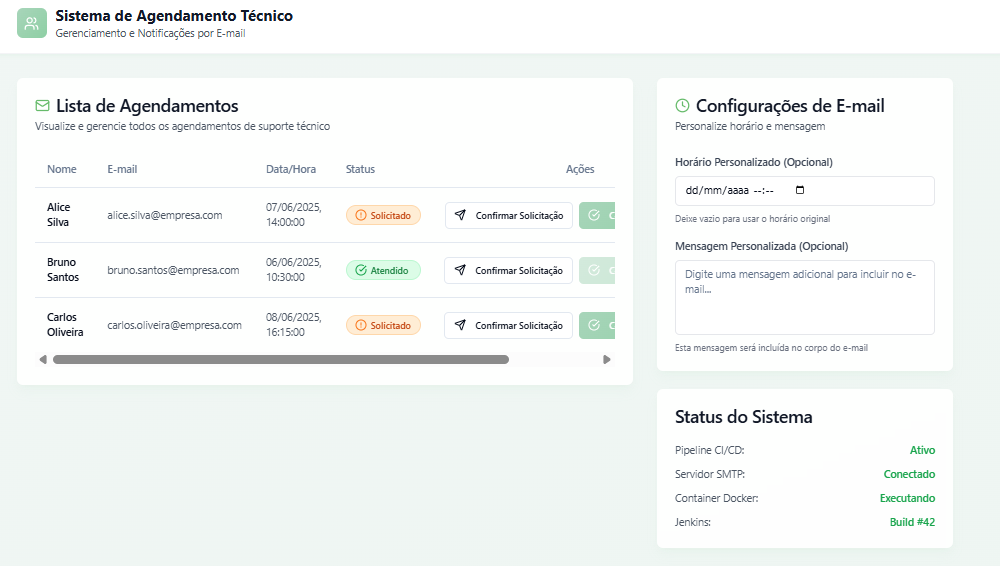 Sistema de Agendamento Técnico
Gerenciamento e Notificações por E-mail
Lista de Agendamentos
Visualize e gerencie todos os agendamentos de suporte técnico
Nome E-mail Data/Hora Status Ações
Alice Silva alice.silva@empresa.com 07/06/2025, 14:00:00 Solicitado Confirmar Solicitação C
Bruno Santos bruno.santos@empresa.com 06/06/2025, 10:30:00 Atendido Confirmar Solicitação C
Carlos Oliveira carlos.oliveira@empresa.com 08/06/2025, 16:15:00 Solicitado Confirmar Solicitação C
Configurações de E-mail
Personalize horário e mensagem
Horário Personalizado (Opcional)
dd/mm/aaaa --:--
Deixe vazio para usar o horário original
Mensagem Personalizada (Opcional)
Digite uma mensagem adicional para incluir no e-
mail...
Esta mensagem será incluída no corpo do e-mail
Status do Sistema
Pipeline CI/CD: Ativo
Servidor SMTP: Conectado
Container Docker: Executando
Jenkins: Build #42